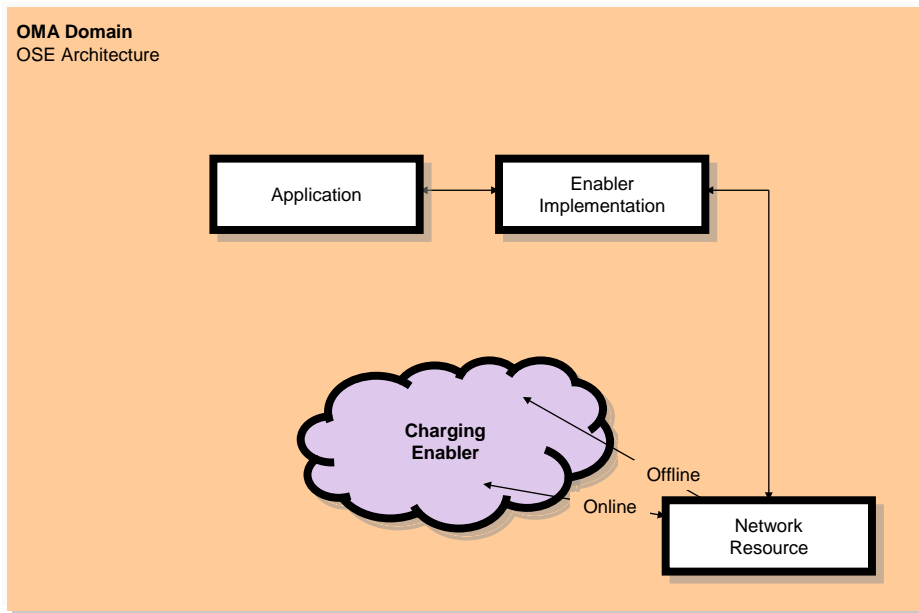 OMA Domain
OSE Architecture
Application
Enabler
Implementation
Charging
Enabler
Offline
Online
Network
Resource